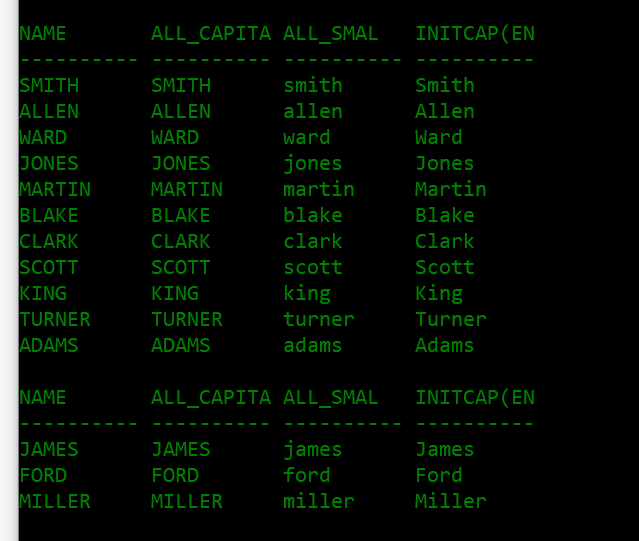 NAME       ALL_CAPITA ALL_SMAL   INITCAP(EN
---------- ---------- ---------- ----------
SMITH      SMITH      smith      Smith
ALLEN      ALLEN      allen      Allen
WARD       WARD       ward       Ward
JONES      JONES      jones      Jones
MARTIN     MARTIN     martin     Martin
BLAKE      BLAKE      blake      Blake
CLARK      CLARK      clark      Clark
SCOTT      SCOTT      scott      Scott
KING       KING       king       King
TURNER     TURNER     turner     Turner
ADAMS      ADAMS      adams      Adams
NAME       ALL_CAPITA ALL_SMAL   INITCAP(EN
---------- ---------- ---------- ----------
JAMES      JAMES      james      James
FORD       FORD       ford       Ford
MILLER     MILLER     miller     Miller